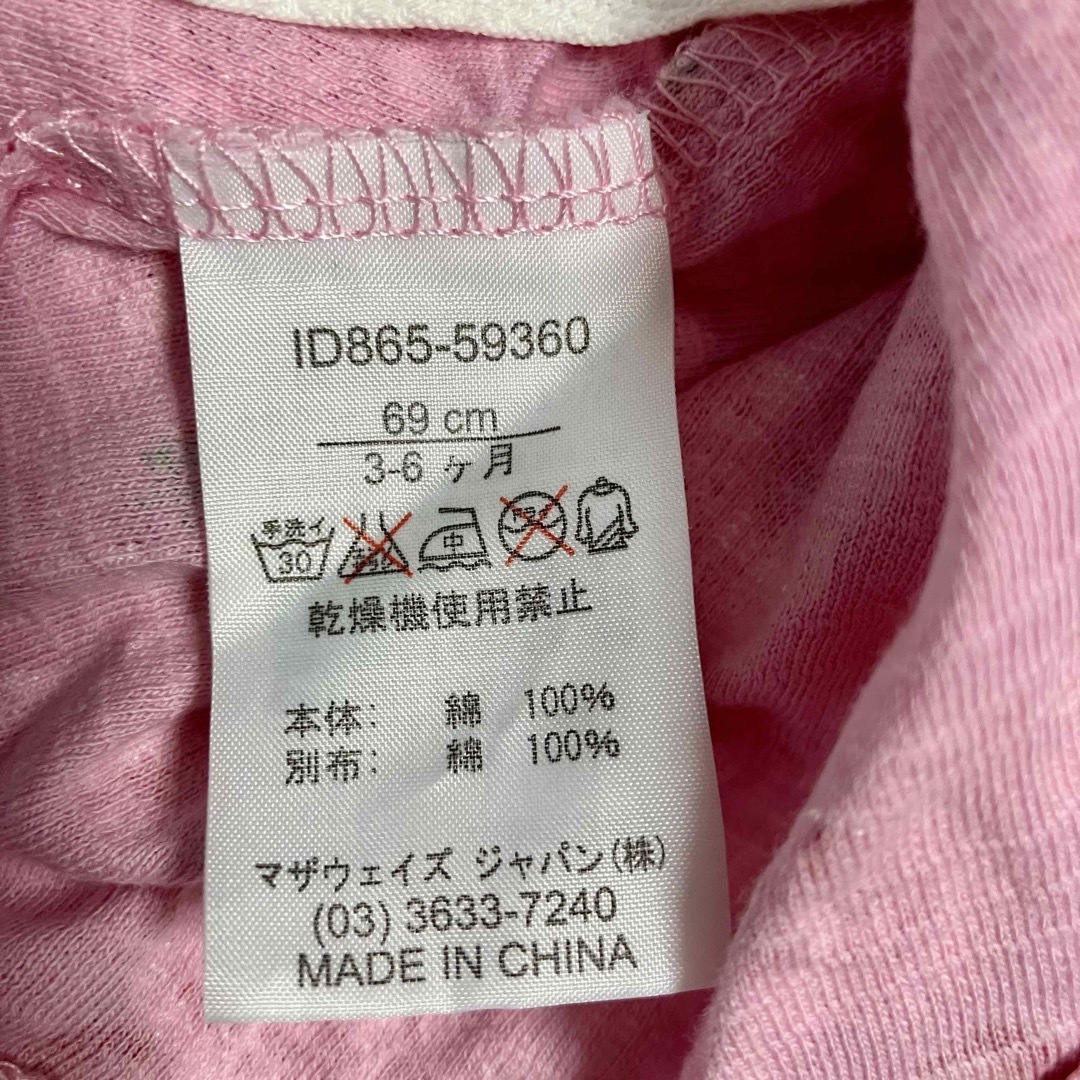 ID865-59360
69 cm
3-6 ヶ月
手洗イ
30
中
乾燥機使用禁止
本体: 綿 100%
別布: 綿 100%
マザウェイズ ジャパン(株)
(03) 3633-7240
MADE IN CHINA